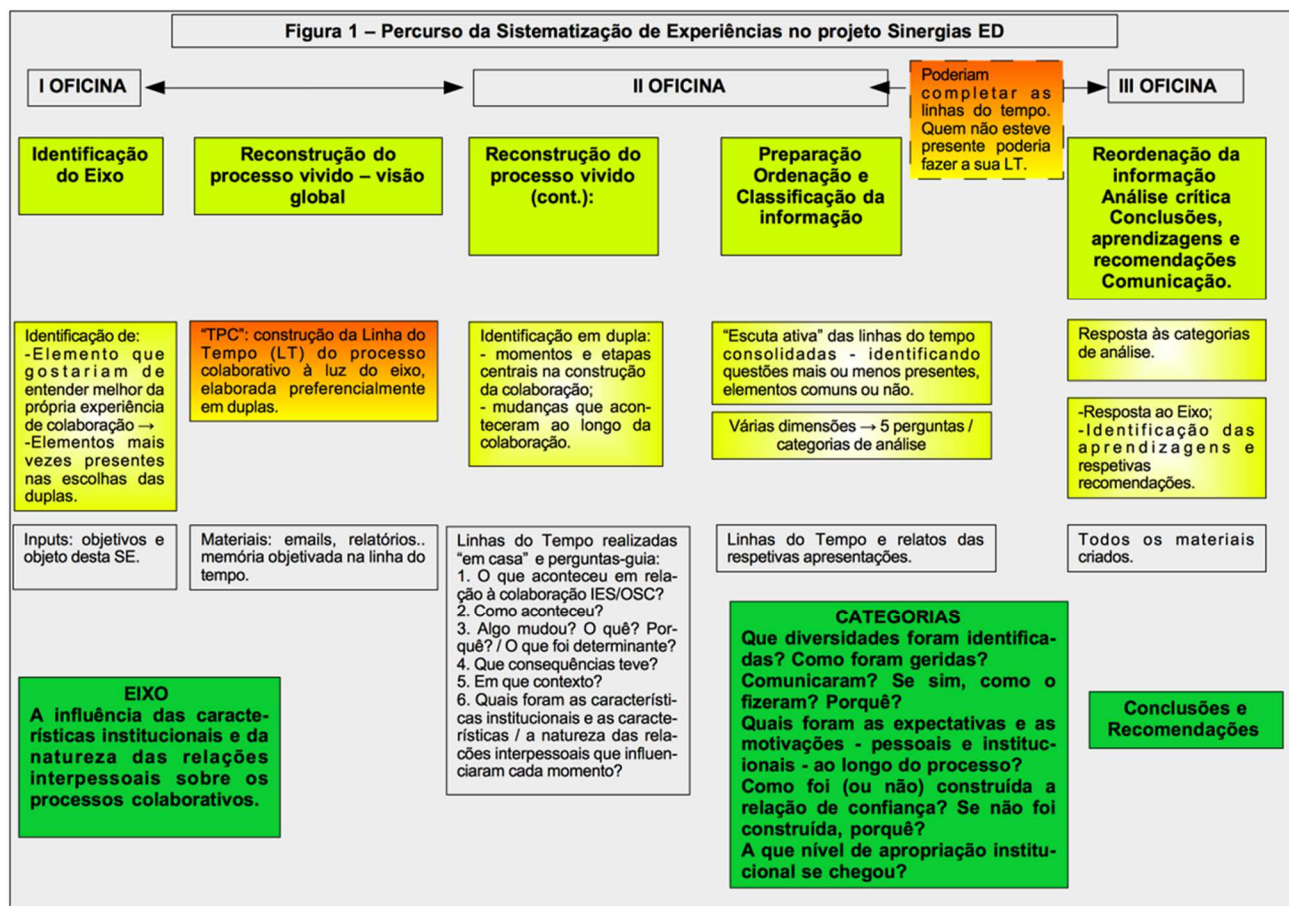 Figura 1 – Percurso da Sistematização de Experiências no projeto Sinergias ED
I OFICINA
II OFICINA
Poderiam
completar as
linhas do tempo.
Quem não esteve
presente poderia
fazer a sua LT.
III OFICINA
Identificação
do Eixo
Reconstrução do
processo vivido – visão
global
Reconstrução do
processo vivido
(cont.):
Preparação
Ordenação e
Classificação da
informação
Reordenação da
informação
Análise crítica
Conclusões,
aprendizagens e
recomendações
Comunicação.
Identificação de:
-Elemento que
gostariam de
entender melhor da
própria experiência
de colaboração →
-Elementos mais
vezes presentes
nas escolhas das
duplas.
“TPC”: construção da Linha do
Tempo (LT) do processo
colaborativo à luz do eixo,
elaborada preferencialmente
em duplas.
Identificação em dupla:
- momentos e etapas
centrais na construção
da colaboração;
- mudanças que acon-
teceram ao longo da
colaboração.
“Escuta ativa” das linhas do tempo
consolidadas - identificando
questões mais ou menos presentes,
elementos comuns ou não.
Várias dimensões → 5 perguntas /
categorias de análise
Resposta às categorias
de análise.
-Resposta ao Eixo;
-Identificação das
aprendizagens e
respetivas
recomendações.
Inputs: objetivos e
objeto desta SE.
Materiais: emails, relatórios..
memória objetivada na linha do
tempo.
Linhas do Tempo realizadas
“em casa” e perguntas-guia:
1. O que aconteceu em rela-
ção à colaboração IES/OSC?
2. Como aconteceu?
3. Algo mudou? O quê? Por-
quê? / O que foi determinante?
4. Que consequências teve?
5. Em que contexto?
6. Quais foram as característi-
cas institucionais e as caracte-
rísticas / a natureza das rela-
ções interpessoais que influen-
ciaram cada momento?
Linhas do Tempo e relatos das
respetivas apresentações.
Todos os materiais
criados.
EIXO
A influência das caracte-
rísticas institucionais e da
natureza das relações
interpessoais sobre os
processos colaborativos.
CATEGORIAS
Que diversidades foram identifica-
das? Como foram geridas?
Comunicaram? Se sim, como o
fizeram? Porquê?
Quais foram as expectativas e as
motivações - pessoais e instituc-
ionais - ao longo do processo?
Como foi (ou não) construída a
relação de confiança? Se não foi
construída, porquê?
A que nível de apropriação institu-
cional se chegou?
Conclusões e
Recomendações